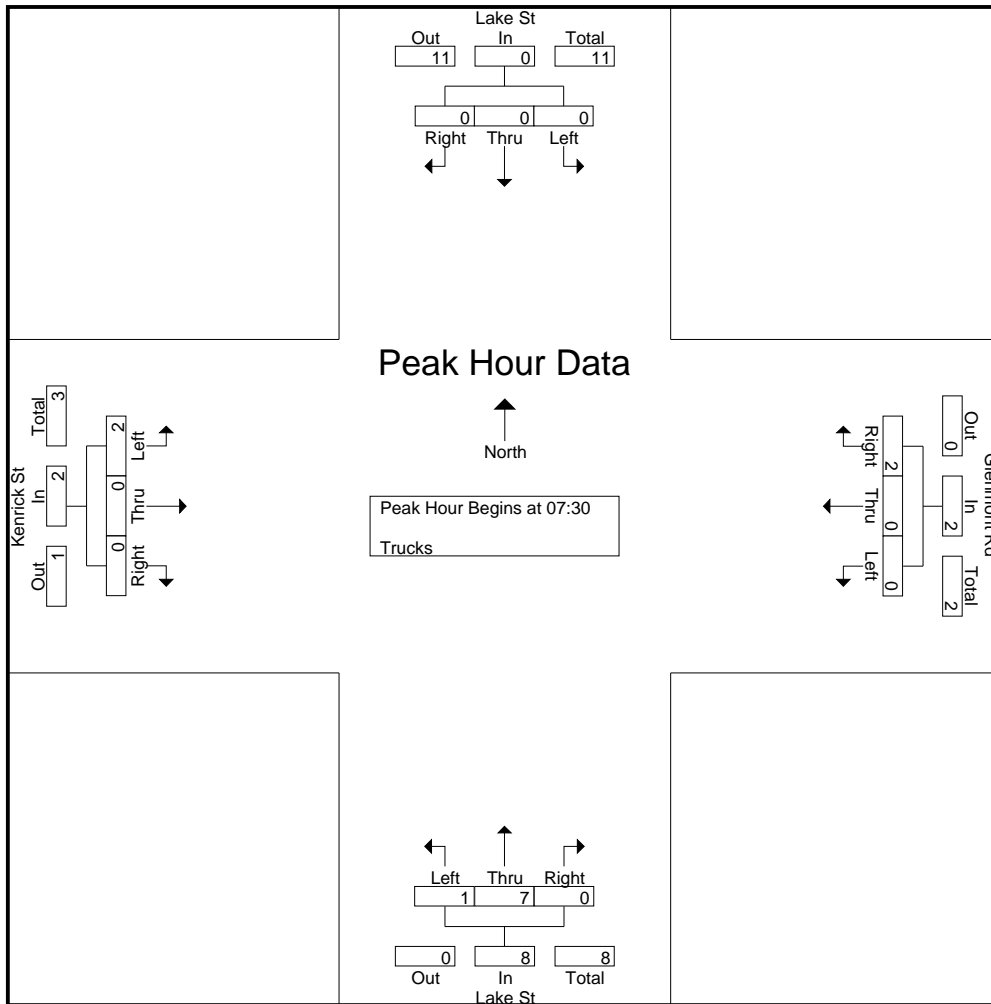 Lake St
Out In Total
11 0 11
0 0 0
Right Thru Left
Peak Hour Data
North
Peak Hour Begins at 07:30
Trucks
Kenrick St
Total In Out
3 2 1
2 0 0
Left Thru Right
Right Thru Left
2 0 0
Out In Total
0 2 2
Left Thru Right
1 7 0
0 8 8
Out In Total
Lake St